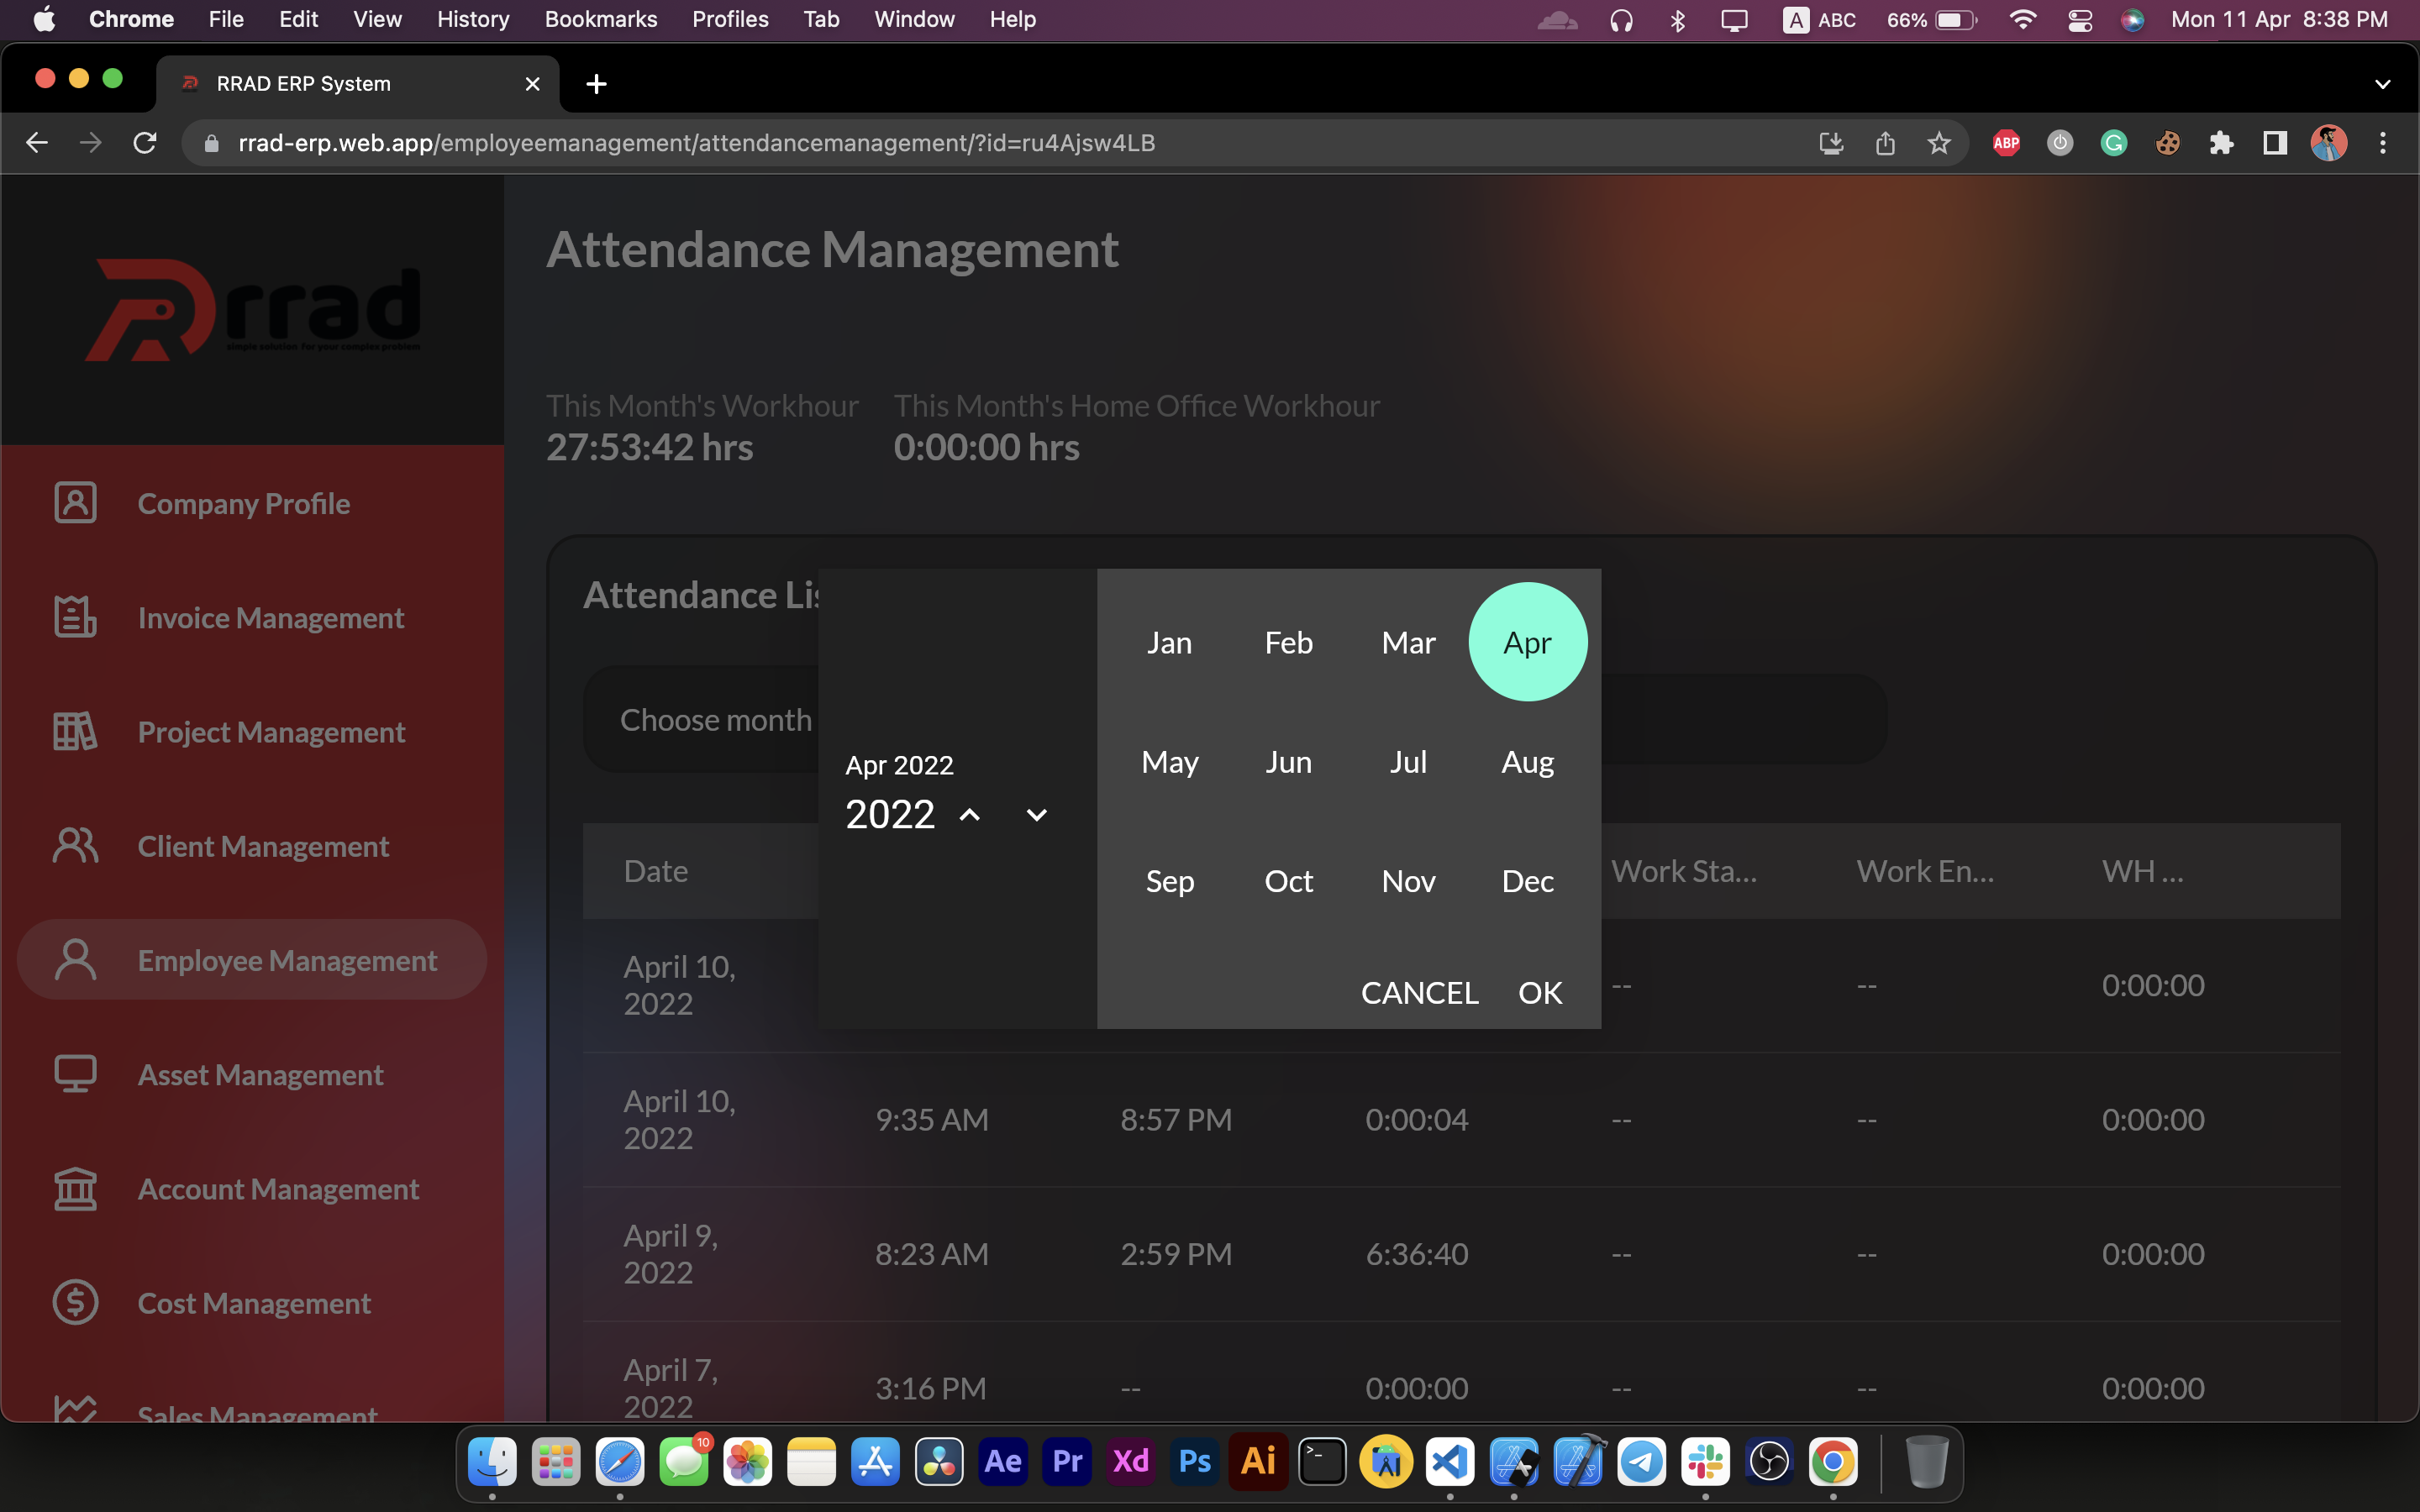 Chrome File Edit View History Bookmarks Profiles Tab Window Help A ABC 66% Mon 11 Apr 8:38 PM
RRAD ERP System
rrad-erp.web.app/employeemanagement/attendancemanagement/?id=ru4Ajsw4LB
ABP
rrad
simple solution for your complex problem
Company Profile
Invoice Management
Project Management
Client Management
Employee Management
Asset Management
Account Management
Cost Management
Sales Management
Attendance Management
This Month's Workhour This Month's Home Office Workhour
27:53:42 hrs 0:00:00 hrs
Attendance Lis
Choose month
Apr 2022
2022
Jan Feb Mar Apr
May Jun Jul Aug
Sep Oct Nov Dec
CANCEL OK
Date Work Sta... Work En... WH ...
April 10, 2022 -- -- 0:00:00
April 10, 2022 9:35 AM 8:57 PM 0:00:04 -- -- 0:00:00
April 9, 2022 8:23 AM 2:59 PM 6:36:40 -- -- 0:00:00
April 7, 2022 3:16 PM -- 0:00:00 -- -- 0:00:00
10 Ae Pr Xd Ps Ai